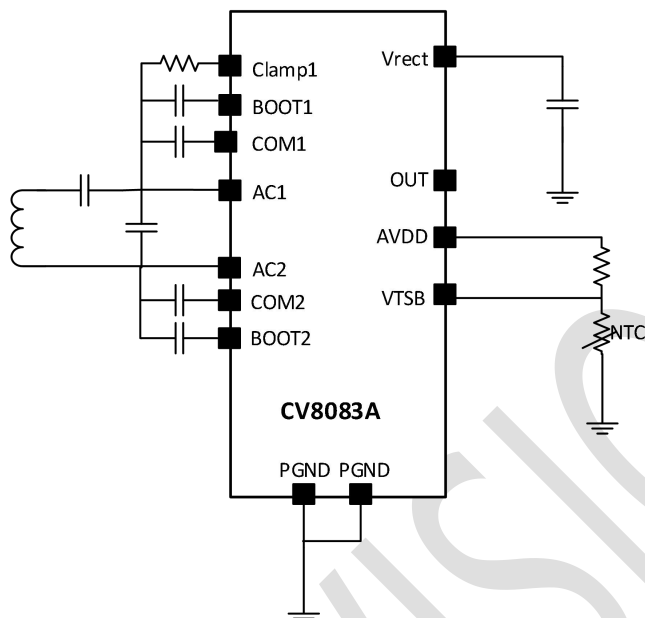 Clamp1
BOOT1
COM1
AC1
AC2
COM2
BOOT2
Vrect
OUT
AVDD
VTSB
NTC
CV8083A
PGND PGND